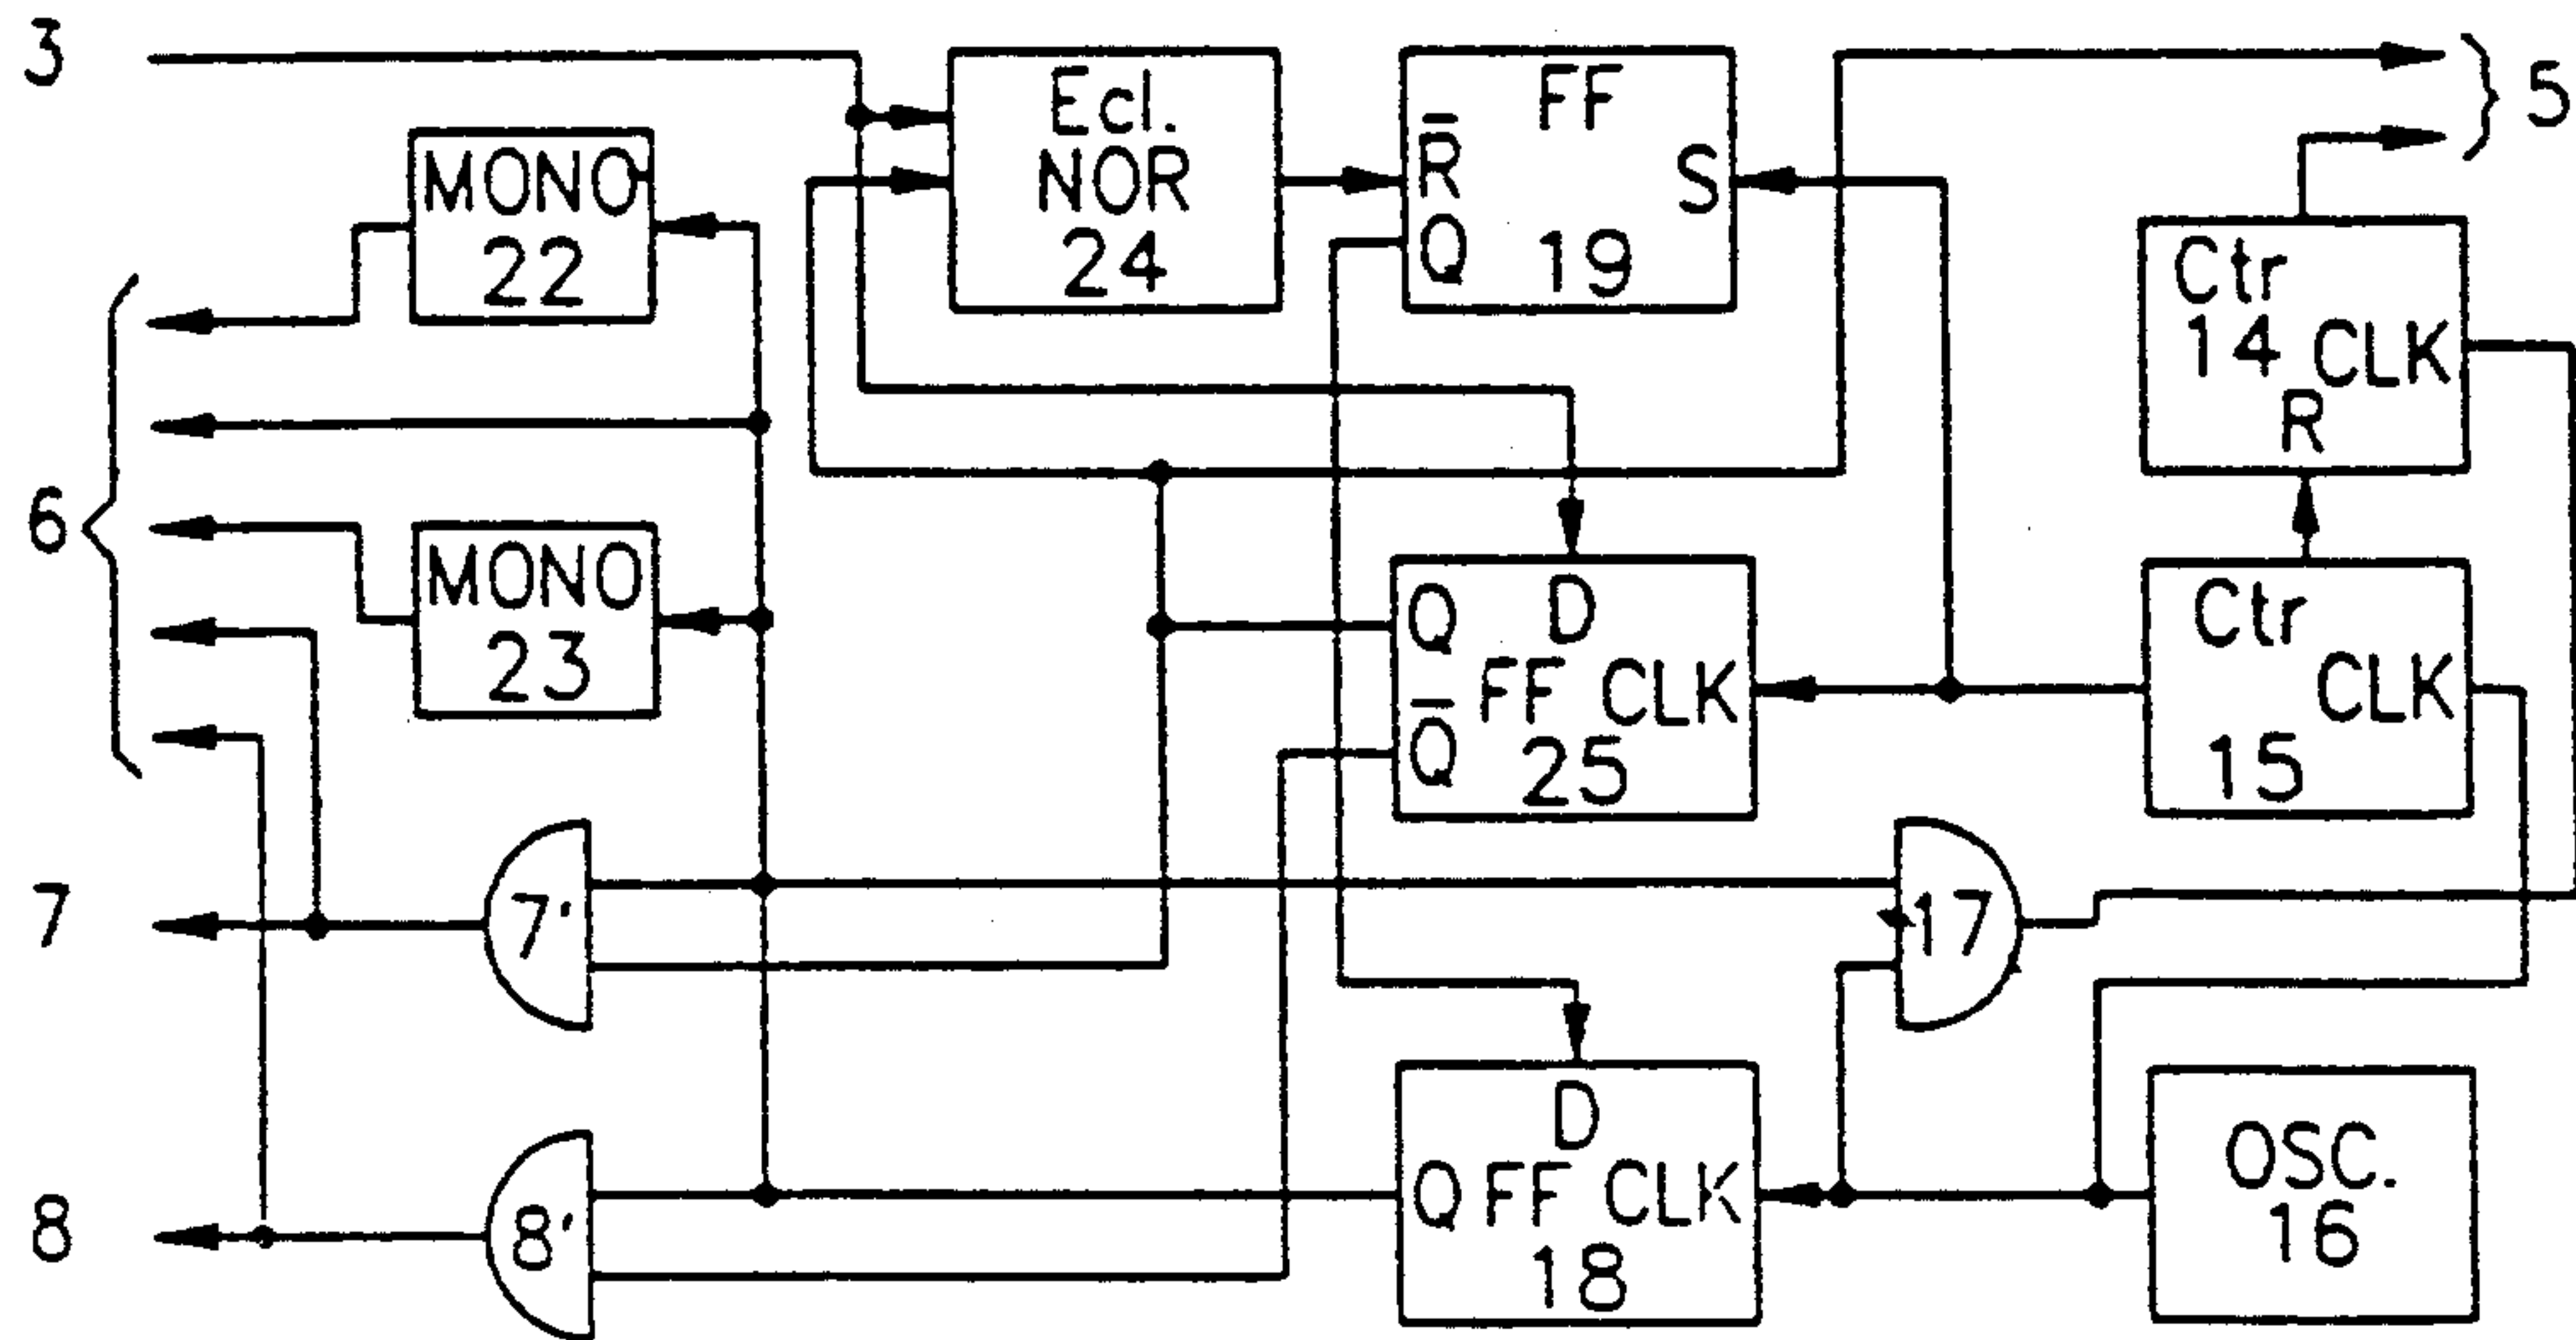 3
Ecl.
NOR
24
FF
R̅
S
Q
19
5
MONO
22
Ctr
14
CLK
R
6
MONO
23
Q
D
FF
CLK
Q̅
25
Ctr
CLK
15
7
7'
17
8
8'
D
Q
FF
CLK
18
OSC.
16